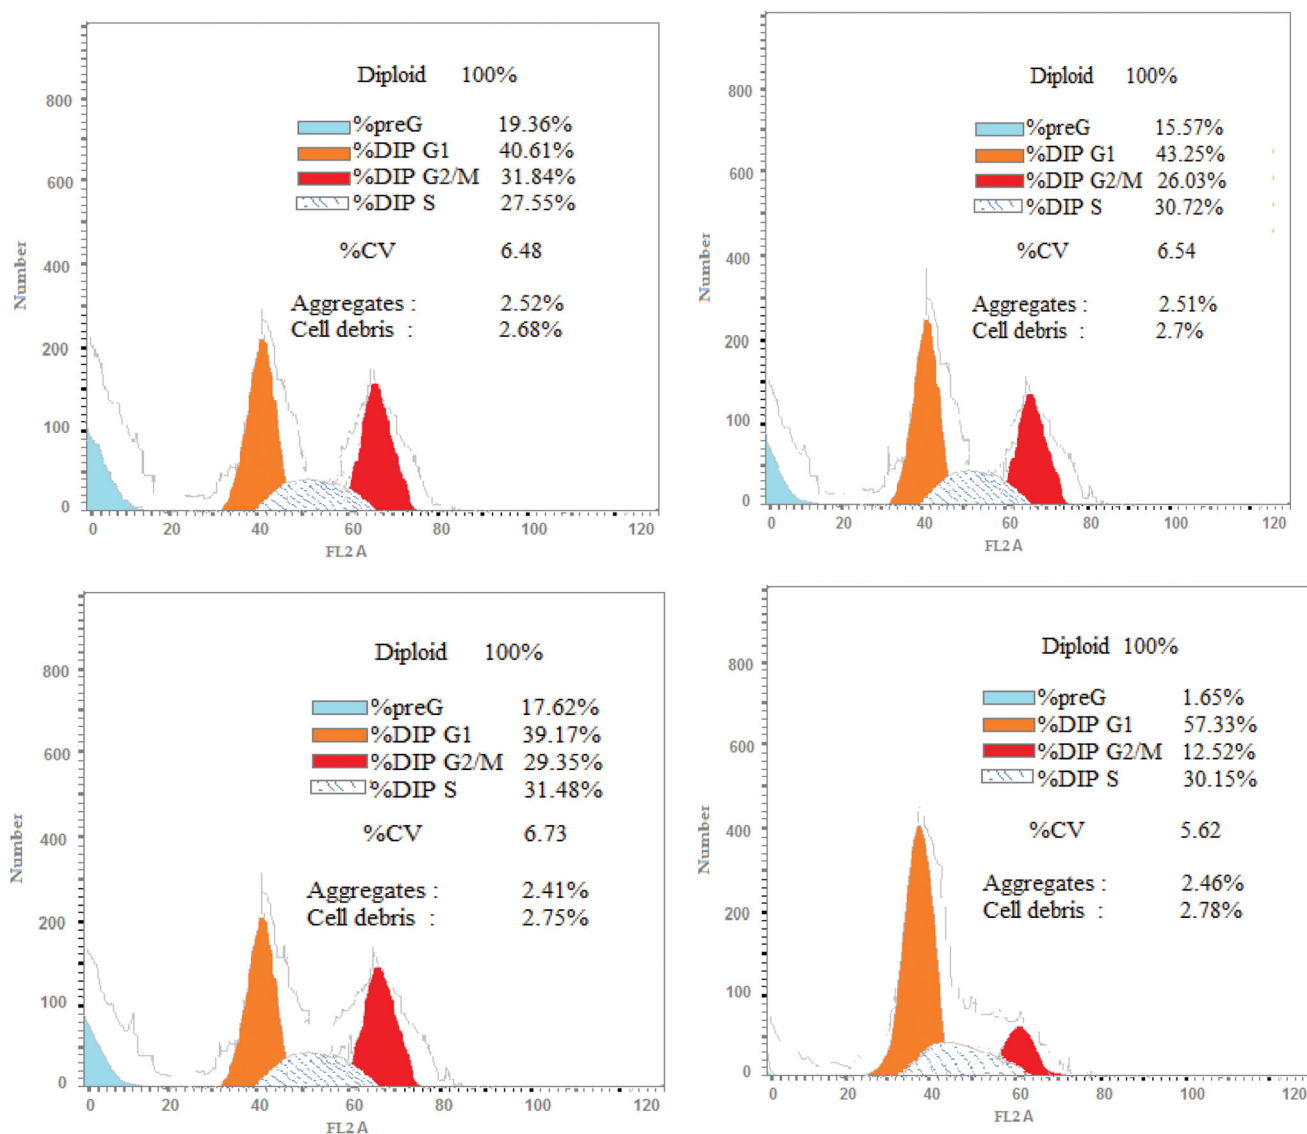 Diploid 100%
%preG 19.36%
%DIP G1 40.61%
%DIP G2/M 31.84%
%DIP S 27.55%
%CV 6.48
Aggregates : 2.52%
Cell debris : 2.68%
Number
800
600
400
200
100
0
0 20 40 60 80 100 120
FL2 A
Diploid 100%
%preG 15.57%
%DIP G1 43.25%
%DIP G2/M 26.03%
%DIP S 30.72%
%CV 6.54
Aggregates : 2.51%
Cell debris : 2.7%
Number
800
600
400
200
100
0
0 20 40 60 80 100 120
FL2 A
Diploid 100%
%preG 17.62%
%DIP G1 39.17%
%DIP G2/M 29.35%
%DIP S 31.48%
%CV 6.73
Aggregates : 2.41%
Cell debris : 2.75%
Number
800
600
400
200
100
0
0 20 40 60 80 100 120
FL2 A
Diploid 100%
%preG 1.65%
%DIP G1 57.33%
%DIP G2/M 12.52%
%DIP S 30.15%
%CV 5.62
Aggregates : 2.46%
Cell debris : 2.78%
Number
800
600
400
200
100
0
0 20 40 60 80 100 120
FL2 A